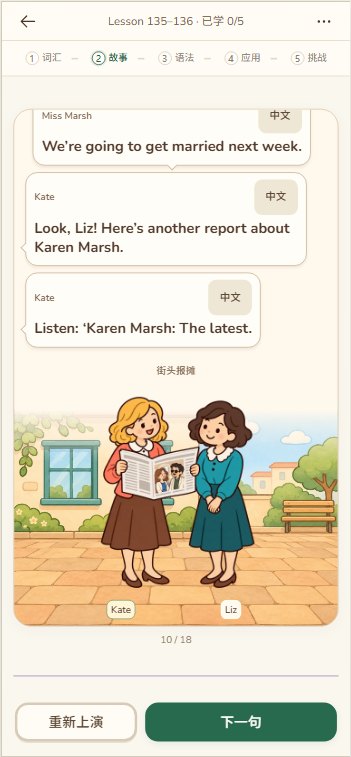 Lesson 135–136 · 已学 0/5
1 词汇 – 2 故事 – 3 语法 – 4 应用 – 5 挑战
Miss Marsh 中文
We’re going to get married next week.
Kate 中文
Look, Liz! Here’s another report about
Karen Marsh.
Kate 中文
Listen: ‘Karen Marsh: The latest.
街头报摊
Kate Liz
10 / 18
重新上演 下一句